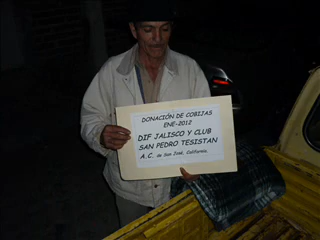 DONACIÓN DE COBIJAS
ENE-2012
DIF JALISCO Y CLUB
SAN PEDRO TESISTAN
A.C. de San José, California.